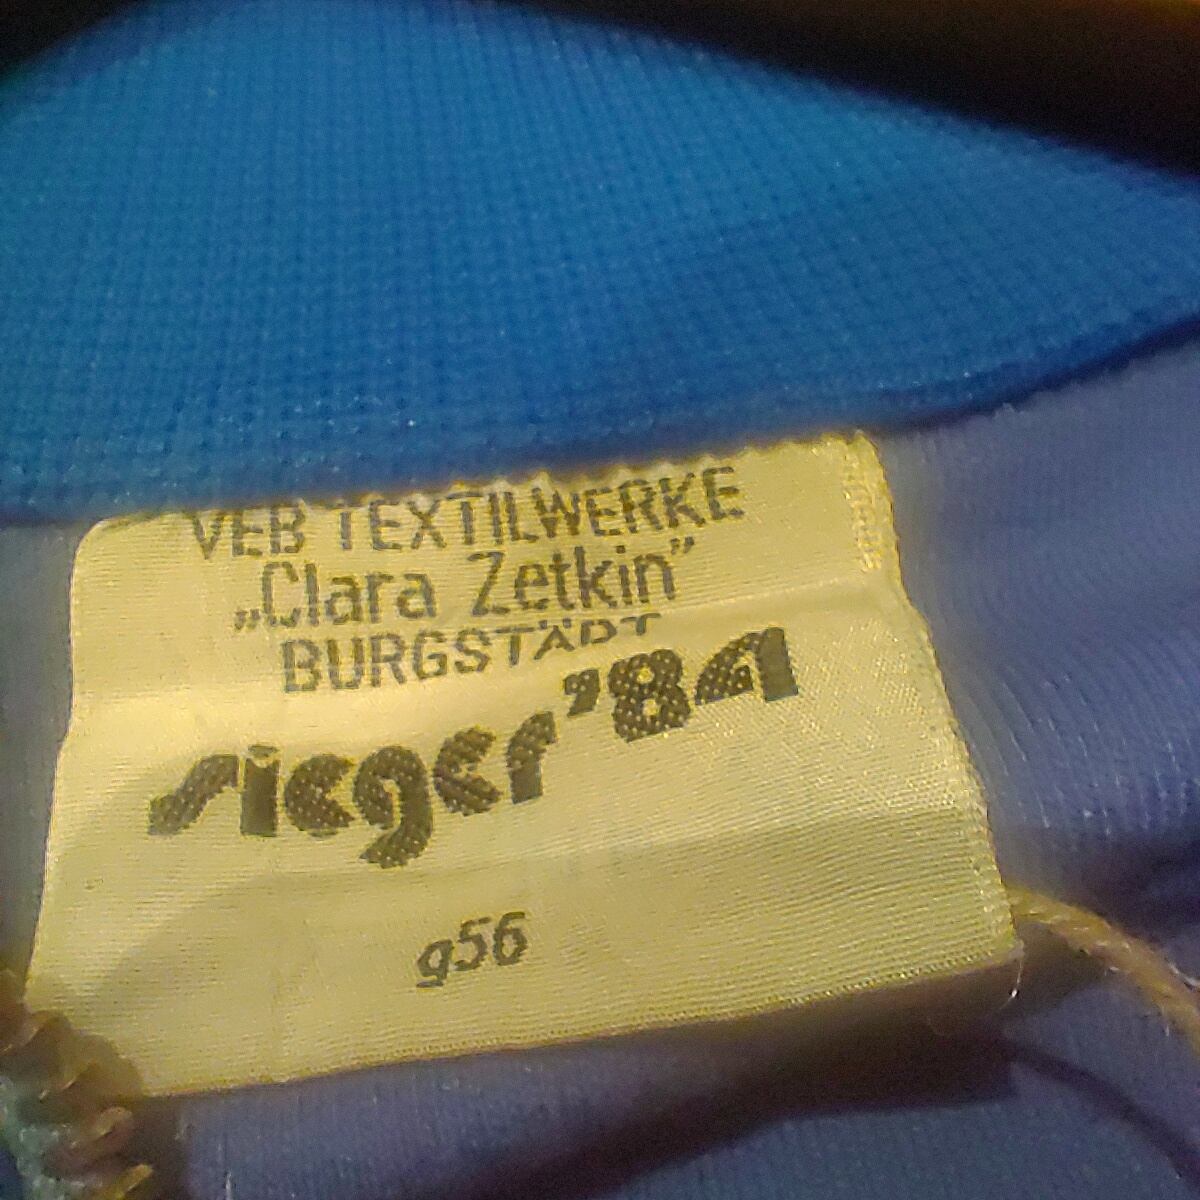 VEB TEXTILWERKE
„Clara Zetkin”
BURGSTÄDT
sieger'84
g56